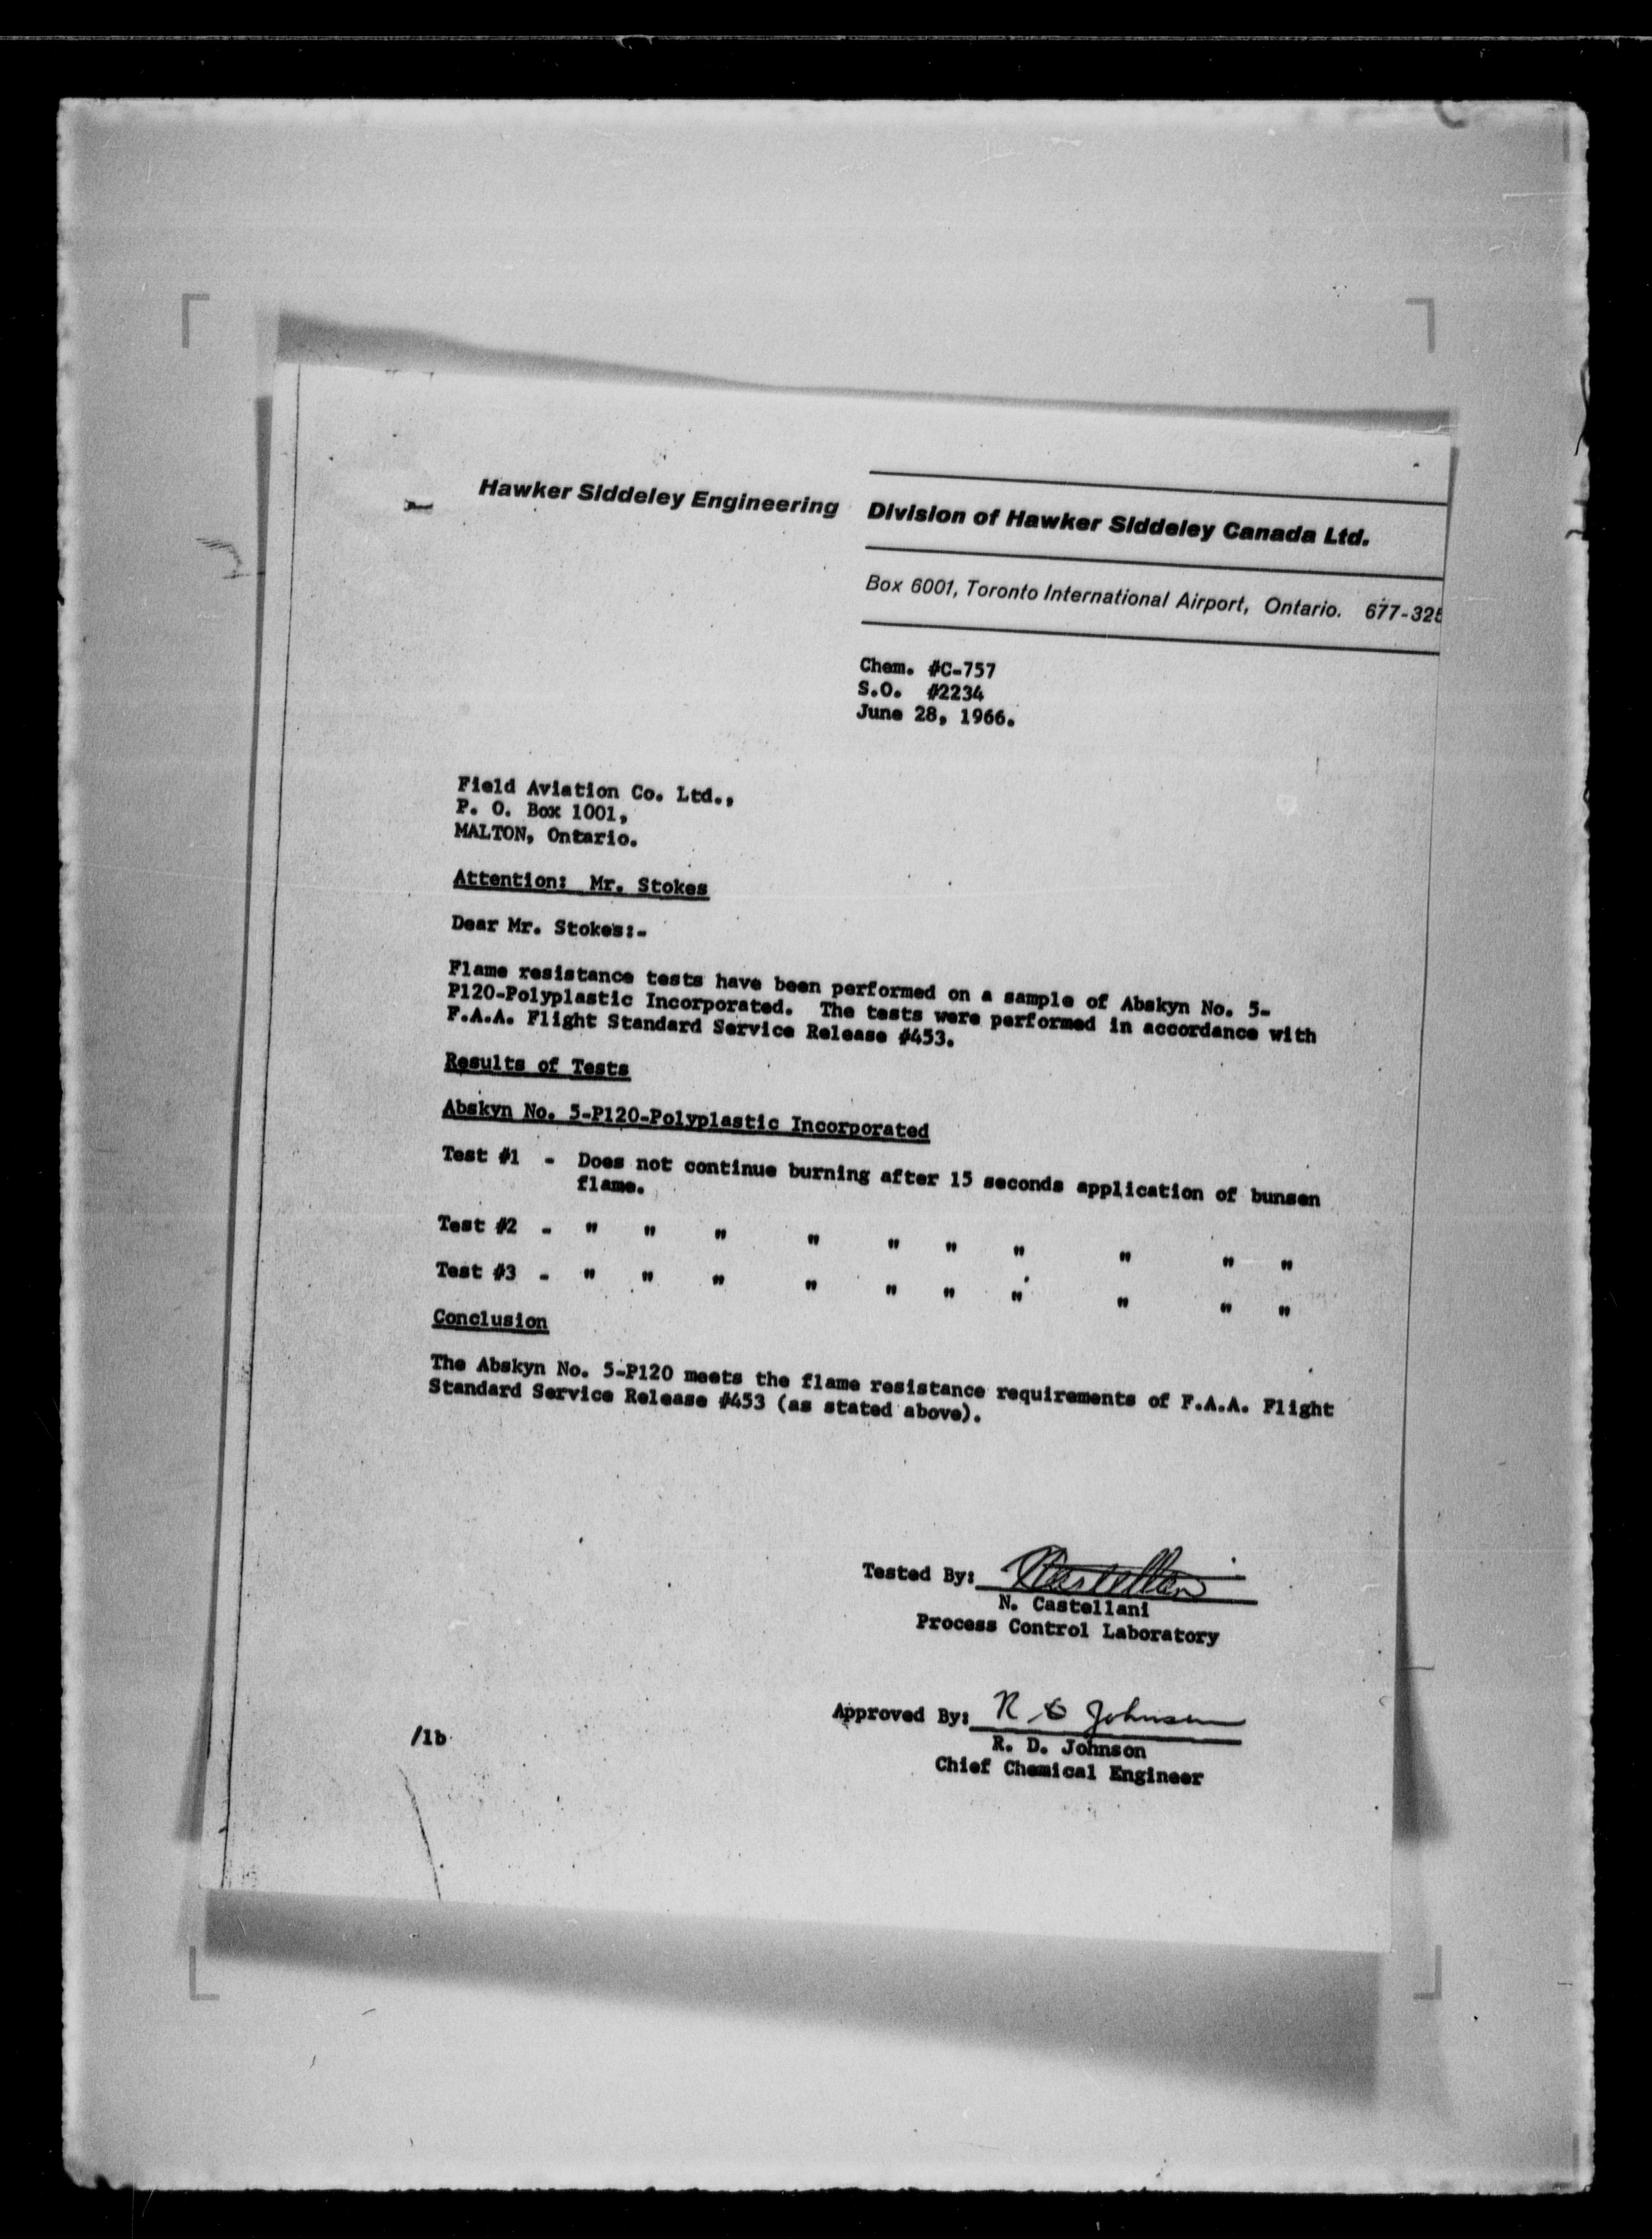 Hawker Siddeley Engineering
Division of Hawker Siddeley Canada Ltd.
Box 6001, Toronto International Airport, Ontario. 677-325
Chem. #C-757
S.O. #2234
June 28, 1966.
Field Aviation Co. Ltd.,
P. O. Box 1001,
MALTON, Ontario.
Attention: Mr. Stokes
Dear Mr. Stokes:-
Flame resistance tests have been performed on a sample of Abskyn No. 5-
P120-Polyplastic Incorporated. The tests were performed in accordance with
F.A.A. Flight Standard Service Release #453.
Results of Tests
Abskyn No. 5-P120-Polyplastic Incorporated
Test #1 - Does not continue burning after 15 seconds application of bunsen
flame.
Test #2 - " " " " " " " " " "
Test #3 - " " " " " " " " " "
Conclusion
The Abskyn No. 5-P120 meets the flame resistance requirements of F.A.A. Flight
Standard Service Release #453 (as stated above).
Tested By: Castellani
N. Castellani
Process Control Laboratory
Approved By: R D Johnson
R. D. Johnson
Chief Chemical Engineer
/lb